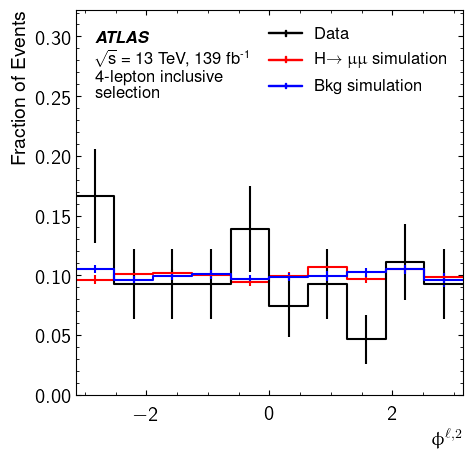 Fraction of Events
0.30
0.25
0.20
0.15
0.10
0.05
0.00
ATLAS
√s = 13 TeV, 139 fb⁻¹
4-lepton inclusive
selection
Data
H→ μμ simulation
Bkg simulation
−2
0
2
ϕ^ℓ,2